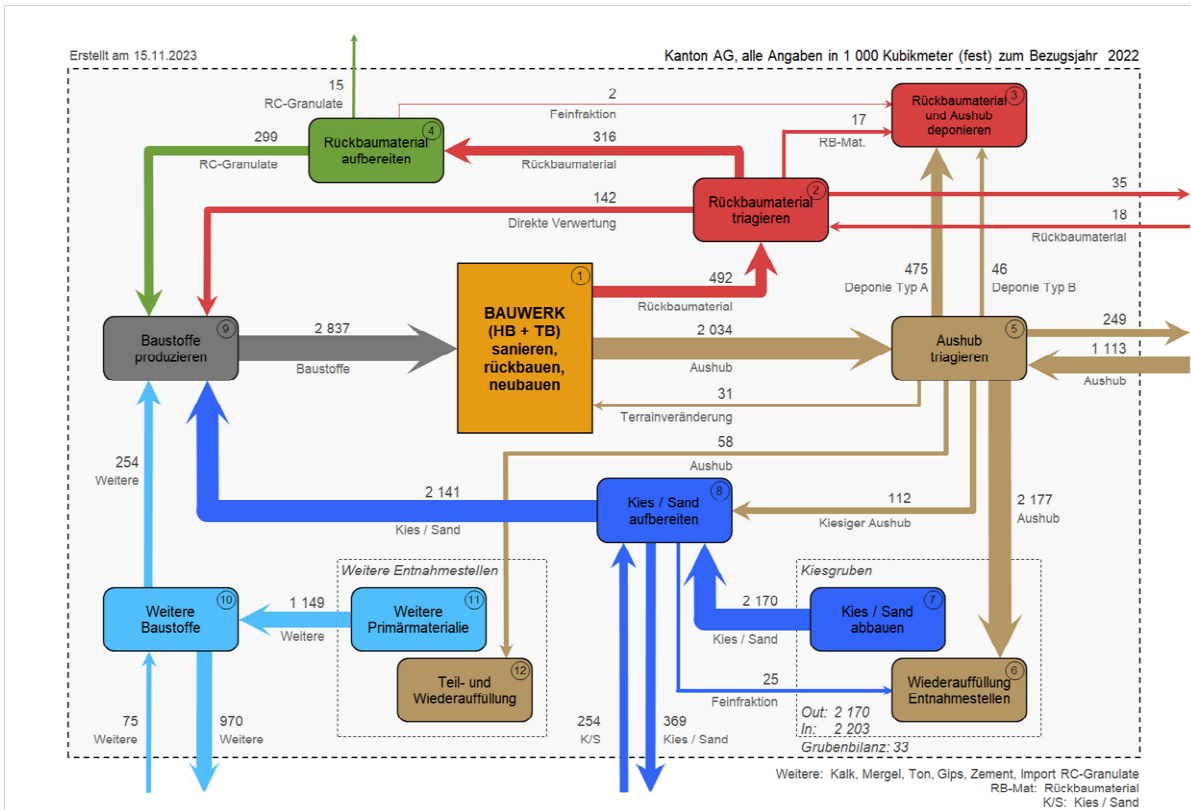 Erstellt am 15.11.2023
Kanton AG, alle Angaben in 1 000 Kubikmeter (fest) zum Bezugsjahr 2022
15
RC-Granulate
2
Feinfraktion
Rückbaumaterial
und Aushub
deponieren
3
17
RB-Mat.
299
RC-Granulate
Rückbaumaterial
aufbereiten
4
316
Rückbaumaterial
142
Direkte Verwertung
Rückbaumaterial
triagieren
2
35
18
Rückbaumaterial
492
Rückbaumaterial
475
Deponie Typ A
46
Deponie Typ B
Baustoffe
produzieren
9
2 837
Baustoffe
1
BAUWERK
(HB + TB)
sanieren,
rückbauen,
neubauen
2 034
Aushub
Aushub
triagieren
5
249
1 113
Aushub
31
Terrainveränderung
58
Aushub
254
Weitere
2 141
Kies / Sand
Kies / Sand
aufbereiten
8
112
Kiesiger Aushub
2 177
Aushub
Weitere Entnahmestellen
Kiesgruben
Weitere
Baustoffe
10
1 149
Weitere
Weitere
Primärmaterialie
11
2 170
Kies / Sand
Kies / Sand
abbauen
7
Teil- und
Wiederauffüllung
12
25
Feinfraktion
Wiederauffüllung
Entnahmestellen
6
75
Weitere
970
Weitere
254
K/S
369
Kies / Sand
Out: 2 170
In: 2 203
Grubenbilanz: 33
Weitere: Kalk, Mergel, Ton, Gips, Zement, Import RC-Granulate
RB-Mat: Rückbaumaterial
K/S: Kies / Sand